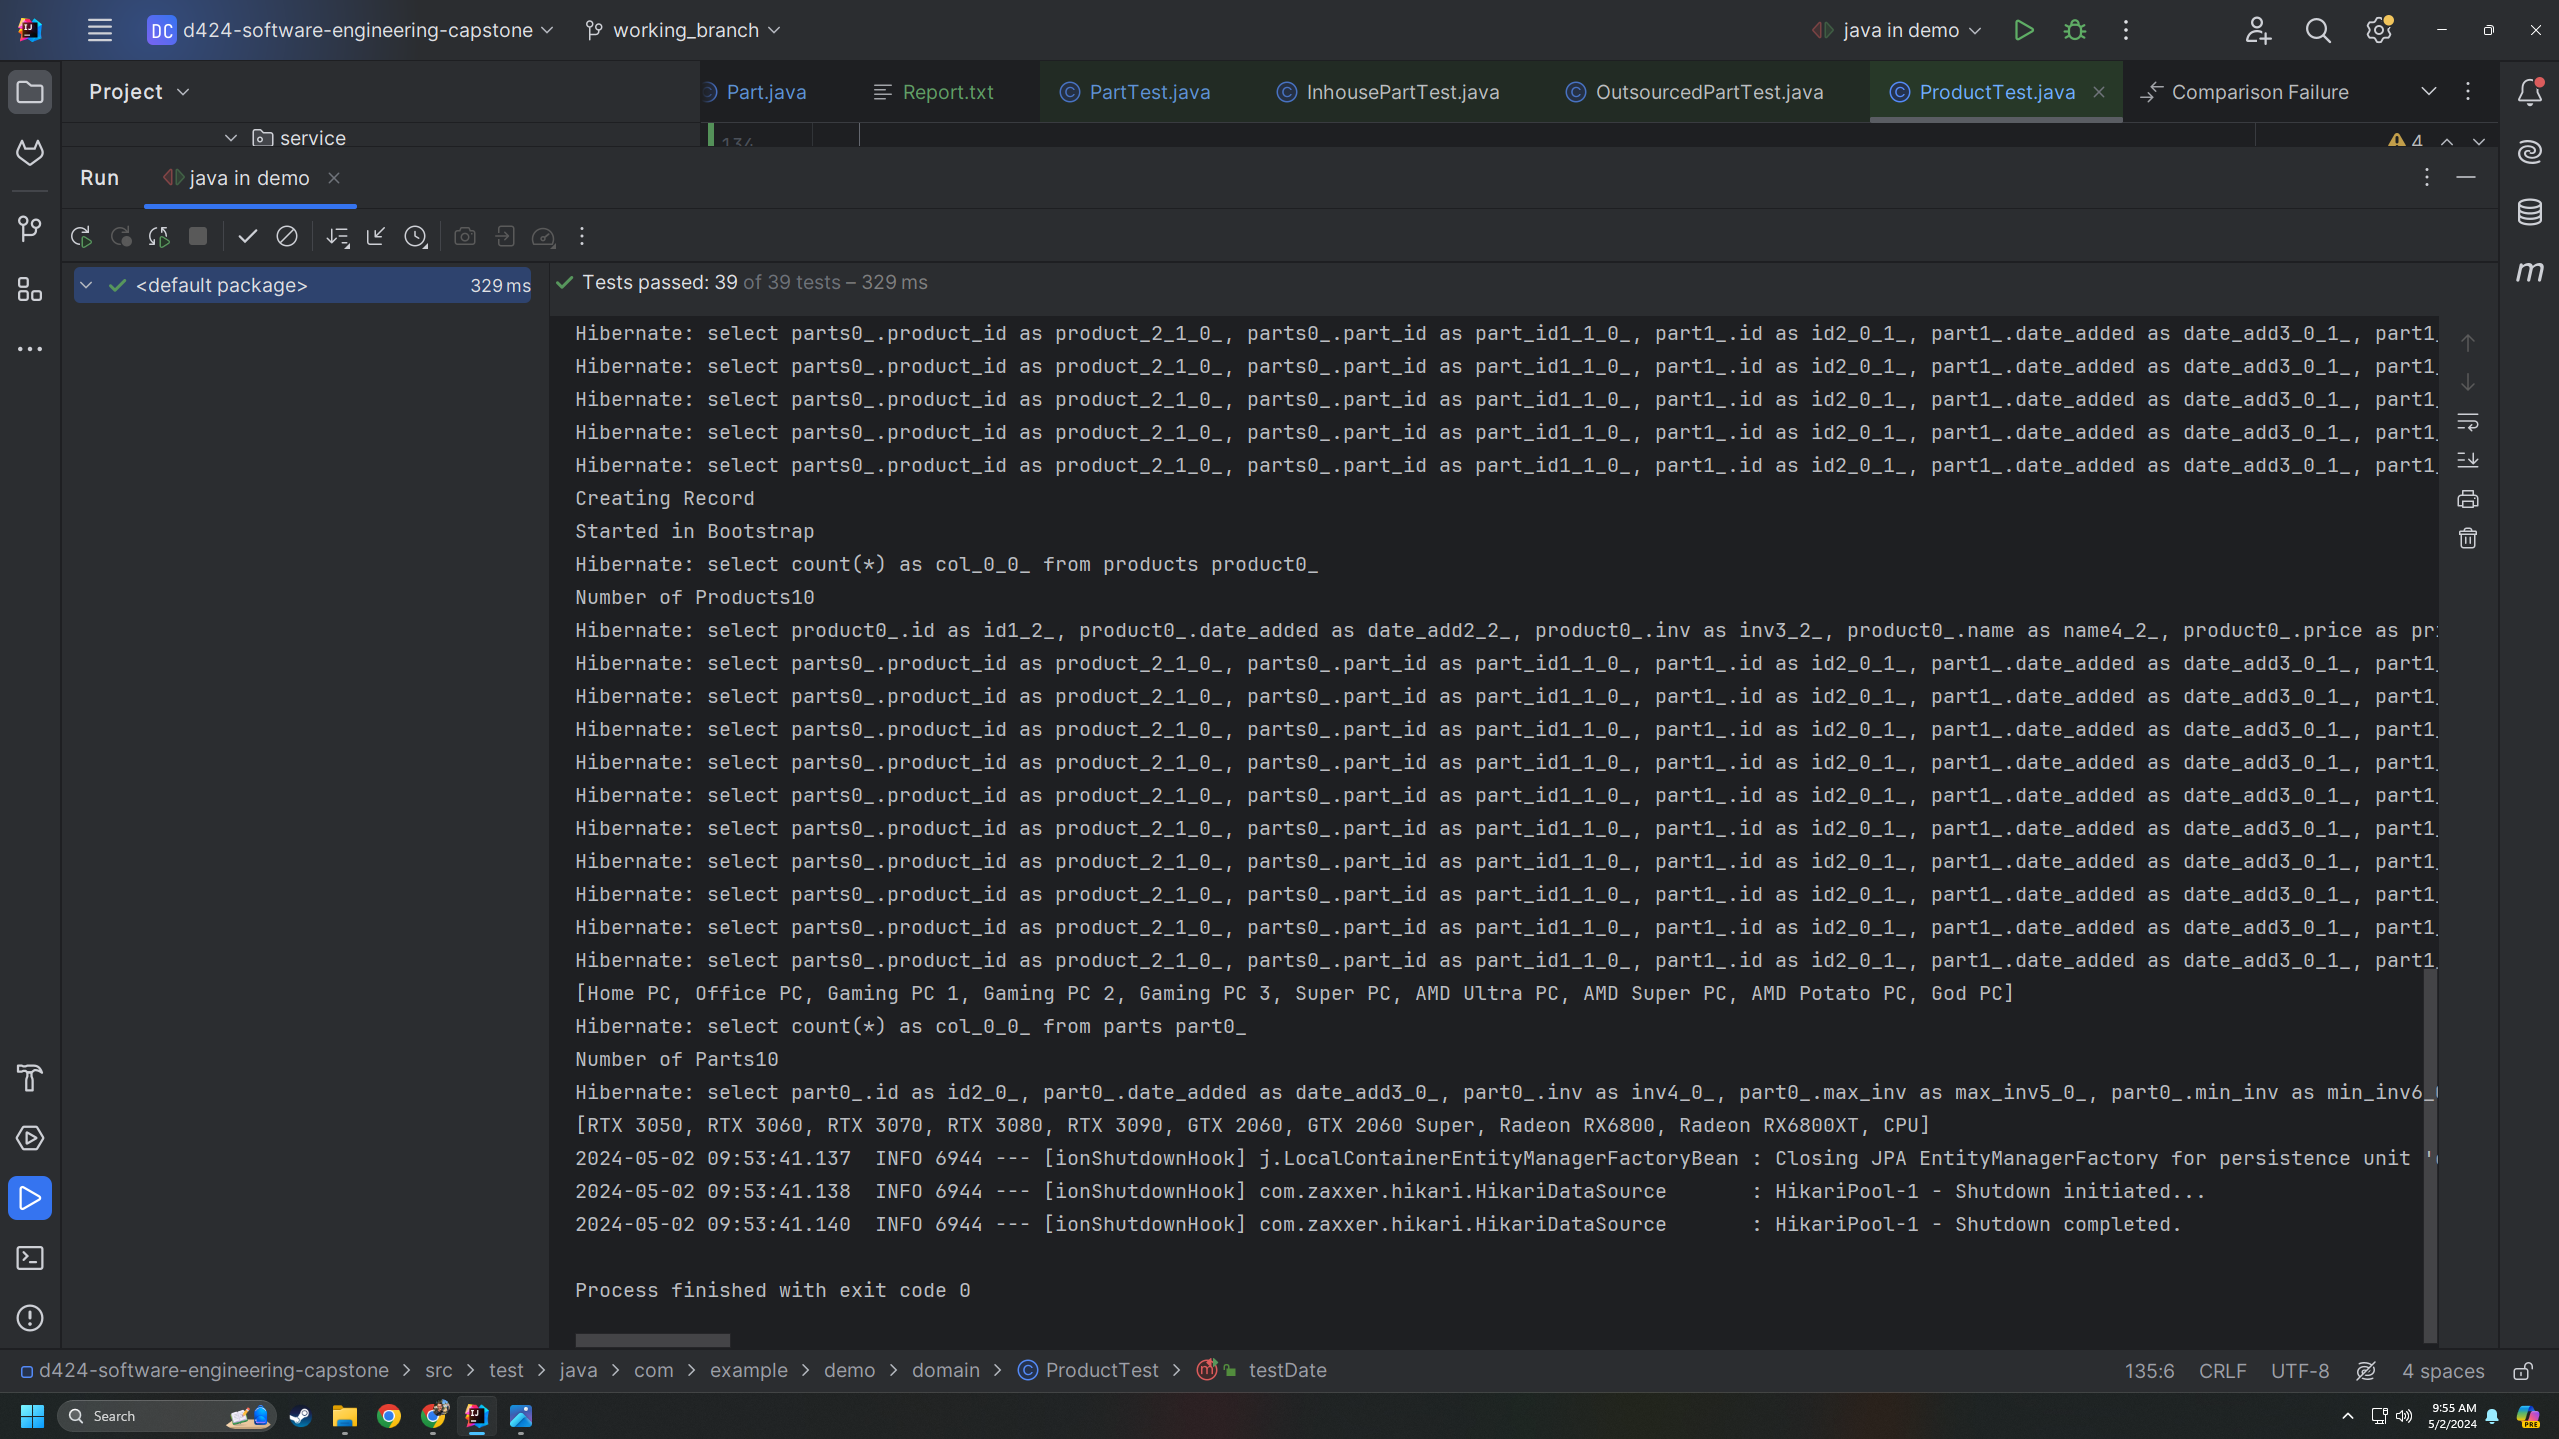 DC d424-software-engineering-capstone working_branch java in demo
Project Part.java Report.txt PartTest.java InhousePartTest.java OutsourcedPartTest.java ProductTest.java Comparison Failure
service 134 4
Run java in demo
<default package> 329 ms Tests passed: 39 of 39 tests – 329 ms
Hibernate: select parts0_.product_id as product_2_1_0_, parts0_.part_id as part_id1_1_0_, part1_.id as id2_0_1_, part1_.date_added as date_add3_0_1_, part1_
Hibernate: select parts0_.product_id as product_2_1_0_, parts0_.part_id as part_id1_1_0_, part1_.id as id2_0_1_, part1_.date_added as date_add3_0_1_, part1_
Hibernate: select parts0_.product_id as product_2_1_0_, parts0_.part_id as part_id1_1_0_, part1_.id as id2_0_1_, part1_.date_added as date_add3_0_1_, part1_
Hibernate: select parts0_.product_id as product_2_1_0_, parts0_.part_id as part_id1_1_0_, part1_.id as id2_0_1_, part1_.date_added as date_add3_0_1_, part1_
Hibernate: select parts0_.product_id as product_2_1_0_, parts0_.part_id as part_id1_1_0_, part1_.id as id2_0_1_, part1_.date_added as date_add3_0_1_, part1_
Creating Record
Started in Bootstrap
Hibernate: select count(*) as col_0_0_ from products product0_
Number of Products10
Hibernate: select product0_.id as id1_2_, product0_.date_added as date_add2_2_, product0_.inv as inv3_2_, product0_.name as name4_2_, product0_.price as pri
Hibernate: select parts0_.product_id as product_2_1_0_, parts0_.part_id as part_id1_1_0_, part1_.id as id2_0_1_, part1_.date_added as date_add3_0_1_, part1_
Hibernate: select parts0_.product_id as product_2_1_0_, parts0_.part_id as part_id1_1_0_, part1_.id as id2_0_1_, part1_.date_added as date_add3_0_1_, part1_
Hibernate: select parts0_.product_id as product_2_1_0_, parts0_.part_id as part_id1_1_0_, part1_.id as id2_0_1_, part1_.date_added as date_add3_0_1_, part1_
Hibernate: select parts0_.product_id as product_2_1_0_, parts0_.part_id as part_id1_1_0_, part1_.id as id2_0_1_, part1_.date_added as date_add3_0_1_, part1_
Hibernate: select parts0_.product_id as product_2_1_0_, parts0_.part_id as part_id1_1_0_, part1_.id as id2_0_1_, part1_.date_added as date_add3_0_1_, part1_
Hibernate: select parts0_.product_id as product_2_1_0_, parts0_.part_id as part_id1_1_0_, part1_.id as id2_0_1_, part1_.date_added as date_add3_0_1_, part1_
Hibernate: select parts0_.product_id as product_2_1_0_, parts0_.part_id as part_id1_1_0_, part1_.id as id2_0_1_, part1_.date_added as date_add3_0_1_, part1_
Hibernate: select parts0_.product_id as product_2_1_0_, parts0_.part_id as part_id1_1_0_, part1_.id as id2_0_1_, part1_.date_added as date_add3_0_1_, part1_
Hibernate: select parts0_.product_id as product_2_1_0_, parts0_.part_id as part_id1_1_0_, part1_.id as id2_0_1_, part1_.date_added as date_add3_0_1_, part1_
Hibernate: select parts0_.product_id as product_2_1_0_, parts0_.part_id as part_id1_1_0_, part1_.id as id2_0_1_, part1_.date_added as date_add3_0_1_, part1_
[Home PC, Office PC, Gaming PC 1, Gaming PC 2, Gaming PC 3, Super PC, AMD Ultra PC, AMD Super PC, AMD Potato PC, God PC]
Hibernate: select count(*) as col_0_0_ from parts part0_
Number of Parts10
Hibernate: select part0_.id as id2_0_, part0_.date_added as date_add3_0_, part0_.inv as inv4_0_, part0_.max_inv as max_inv5_0_, part0_.min_inv as min_inv6_0
[RTX 3050, RTX 3060, RTX 3070, RTX 3080, RTX 3090, GTX 2060, GTX 2060 Super, Radeon RX6800, Radeon RX6800XT, CPU]
2024-05-02 09:53:41.137  INFO 6944 --- [ionShutdownHook] j.LocalContainerEntityManagerFactoryBean : Closing JPA EntityManagerFactory for persistence unit '
2024-05-02 09:53:41.138  INFO 6944 --- [ionShutdownHook] com.zaxxer.hikari.HikariDataSource       : HikariPool-1 - Shutdown initiated...
2024-05-02 09:53:41.140  INFO 6944 --- [ionShutdownHook] com.zaxxer.hikari.HikariDataSource       : HikariPool-1 - Shutdown completed.
Process finished with exit code 0
d424-software-engineering-capstone > src > test > java > com > example > demo > domain > ProductTest > testDate 135:6 CRLF UTF-8 4 spaces
Search 9:55 AM
5/2/2024